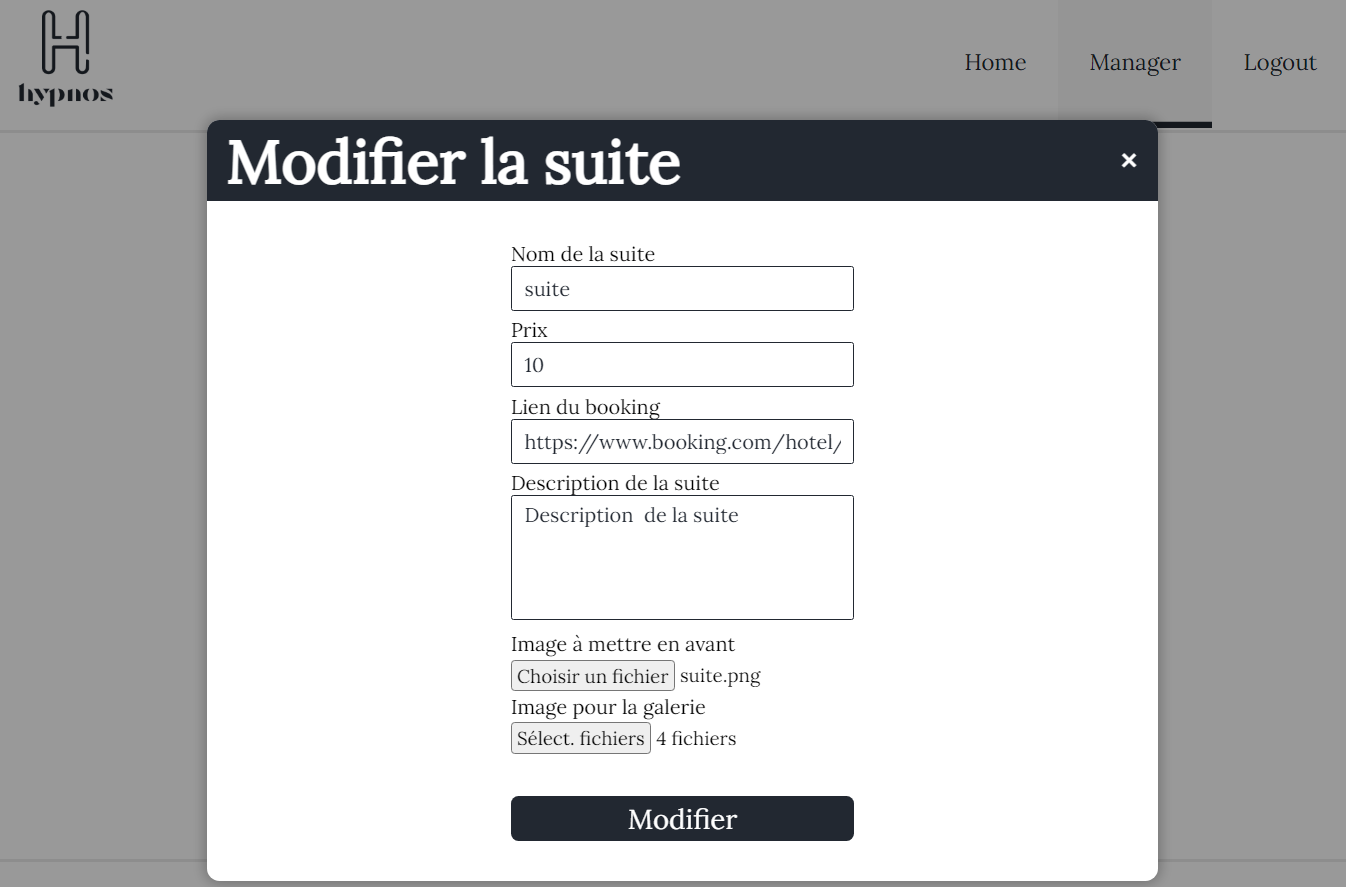 hypnos
Home Manager Logout
Modifier la suite ×
Nom de la suite
suite
Prix
10
Lien du booking
https://www.booking.com/hotel/
Description de la suite
Description  de la suite
Image à mettre en avant
Choisir un fichier suite.png
Image pour la galerie
Sélect. fichiers 4 fichiers
Modifier